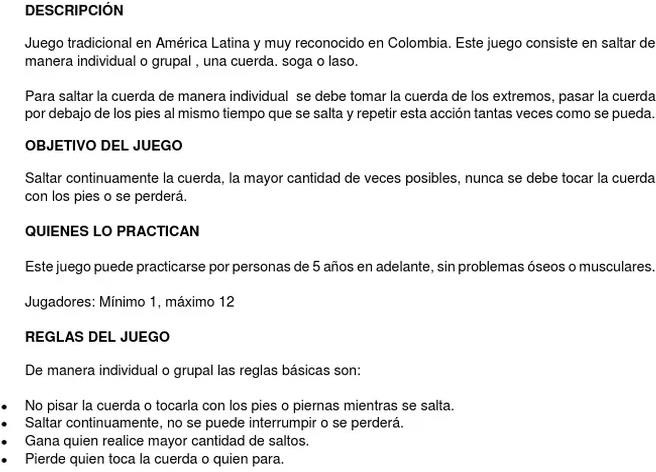 DESCRIPCIÓN
Juego tradicional en América Latina y muy reconocido en Colombia. Este juego consiste en saltar de
manera individual o grupal , una cuerda. soga o laso.
Para saltar la cuerda de manera individual se debe tomar la cuerda de los extremos, pasar la cuerda
por debajo de los pies al mismo tiempo que se salta y repetir esta acción tantas veces como se pueda.
OBJETIVO DEL JUEGO
Saltar continuamente la cuerda, la mayor cantidad de veces posibles, nunca se debe tocar la cuerda
con los pies o se perderá.
QUIENES LO PRACTICAN
Este juego puede practicarse por personas de 5 años en adelante, sin problemas óseos o musculares.
Jugadores: Mínimo 1, máximo 12
REGLAS DEL JUEGO
De manera individual o grupal las reglas básicas son:
• No pisar la cuerda o tocarla con los pies o piernas mientras se salta.
• Saltar continuamente, no se puede interrumpir o se perderá.
• Gana quien realice mayor cantidad de saltos.
• Pierde quien toca la cuerda o quien para.